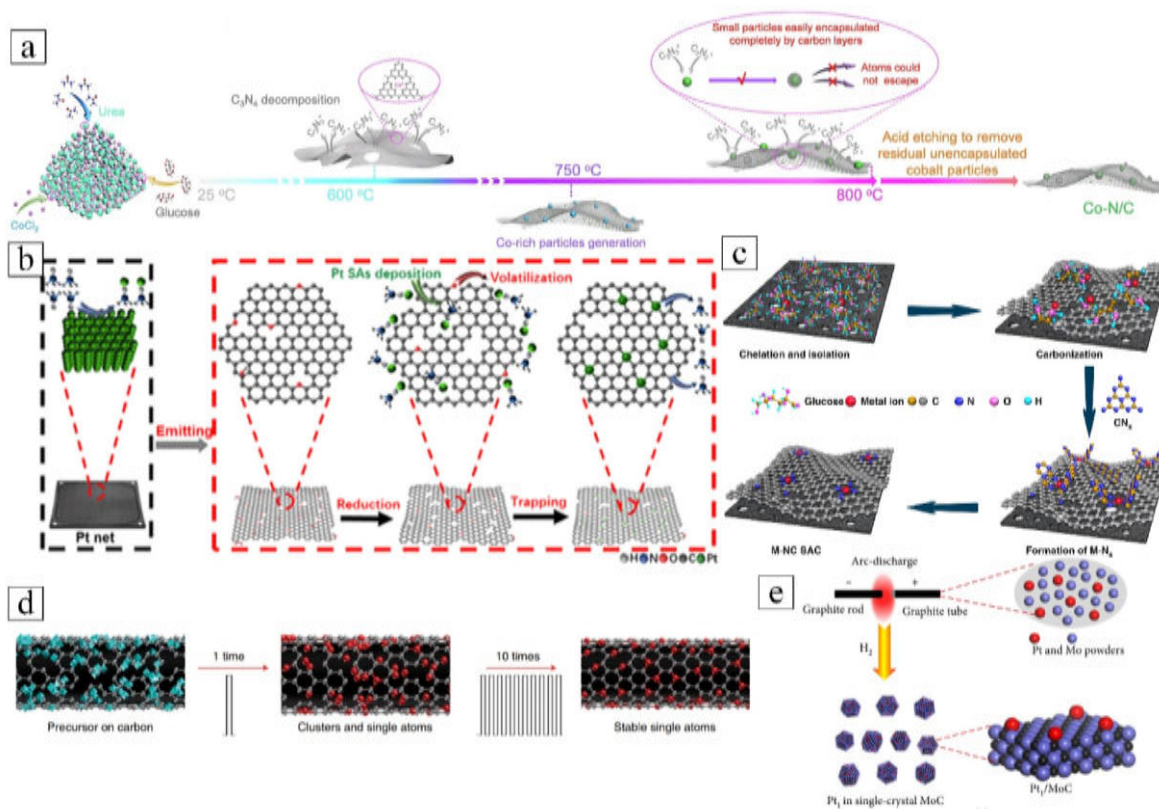 a
Small particles easily encapsulated
completely by carbon layers
Atoms could
not escape
C₃N₄ decomposition
Urea
Glucose
CoCl₂
25 °C
600 °C
750 °C
800 °C
Acid etching to remove
residual unencapsulated
cobalt particles
Co-N/C
Co-rich particles generation
b
Pt SAs deposition
Volatilization
Emitting
Reduction
Trapping
Pt net
H N O C Pt
c
Chelation and isolation
Carbonization
Glucose Metal ion C N O H
M-NC SAC
Formation of M-N₄
d
1 time
10 times
Precursor on carbon
Clusters and single atoms
Stable single atoms
e
Arc-discharge
- +
Graphite rod
Graphite tube
H₂
Pt and Mo powders
Pt₁ in single-crystal MoC
Pt₁/MoC